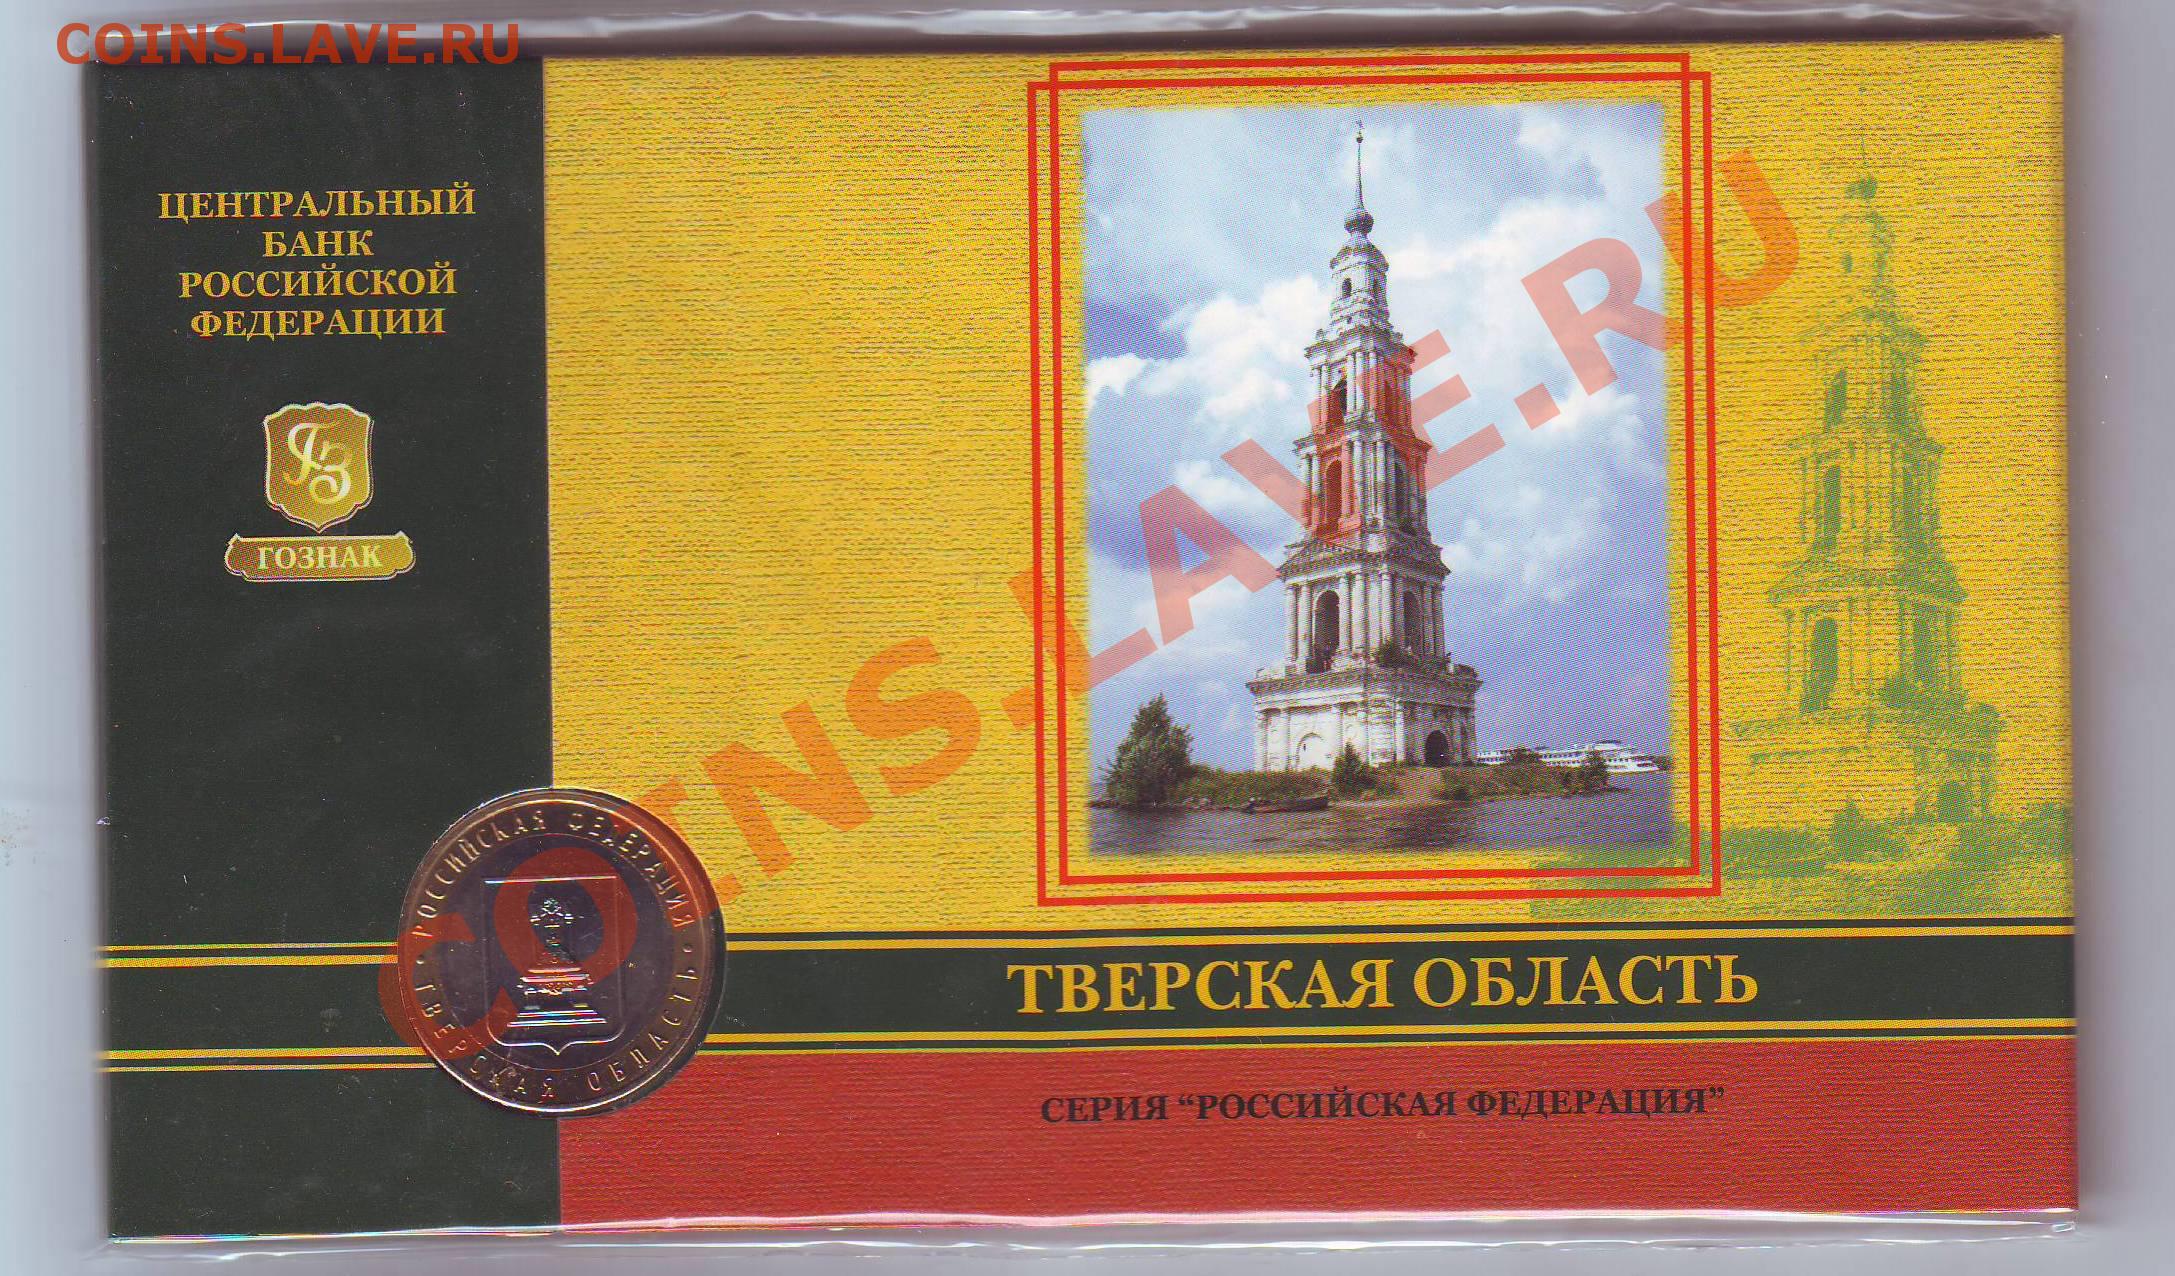 COINS.LAVE.RU
ЦЕНТРАЛЬНЫЙ
БАНК
РОССИЙСКОЙ
ФЕДЕРАЦИИ
ГЗ
ГОЗНАК
COINS.LAVE.RU
РОССИЙСКАЯ ФЕДЕРАЦИЯ • ТВЕРСКАЯ ОБЛАСТЬ •
ТВЕРСКАЯ ОБЛАСТЬ
СЕРИЯ “РОССИЙСКАЯ ФЕДЕРАЦИЯ”